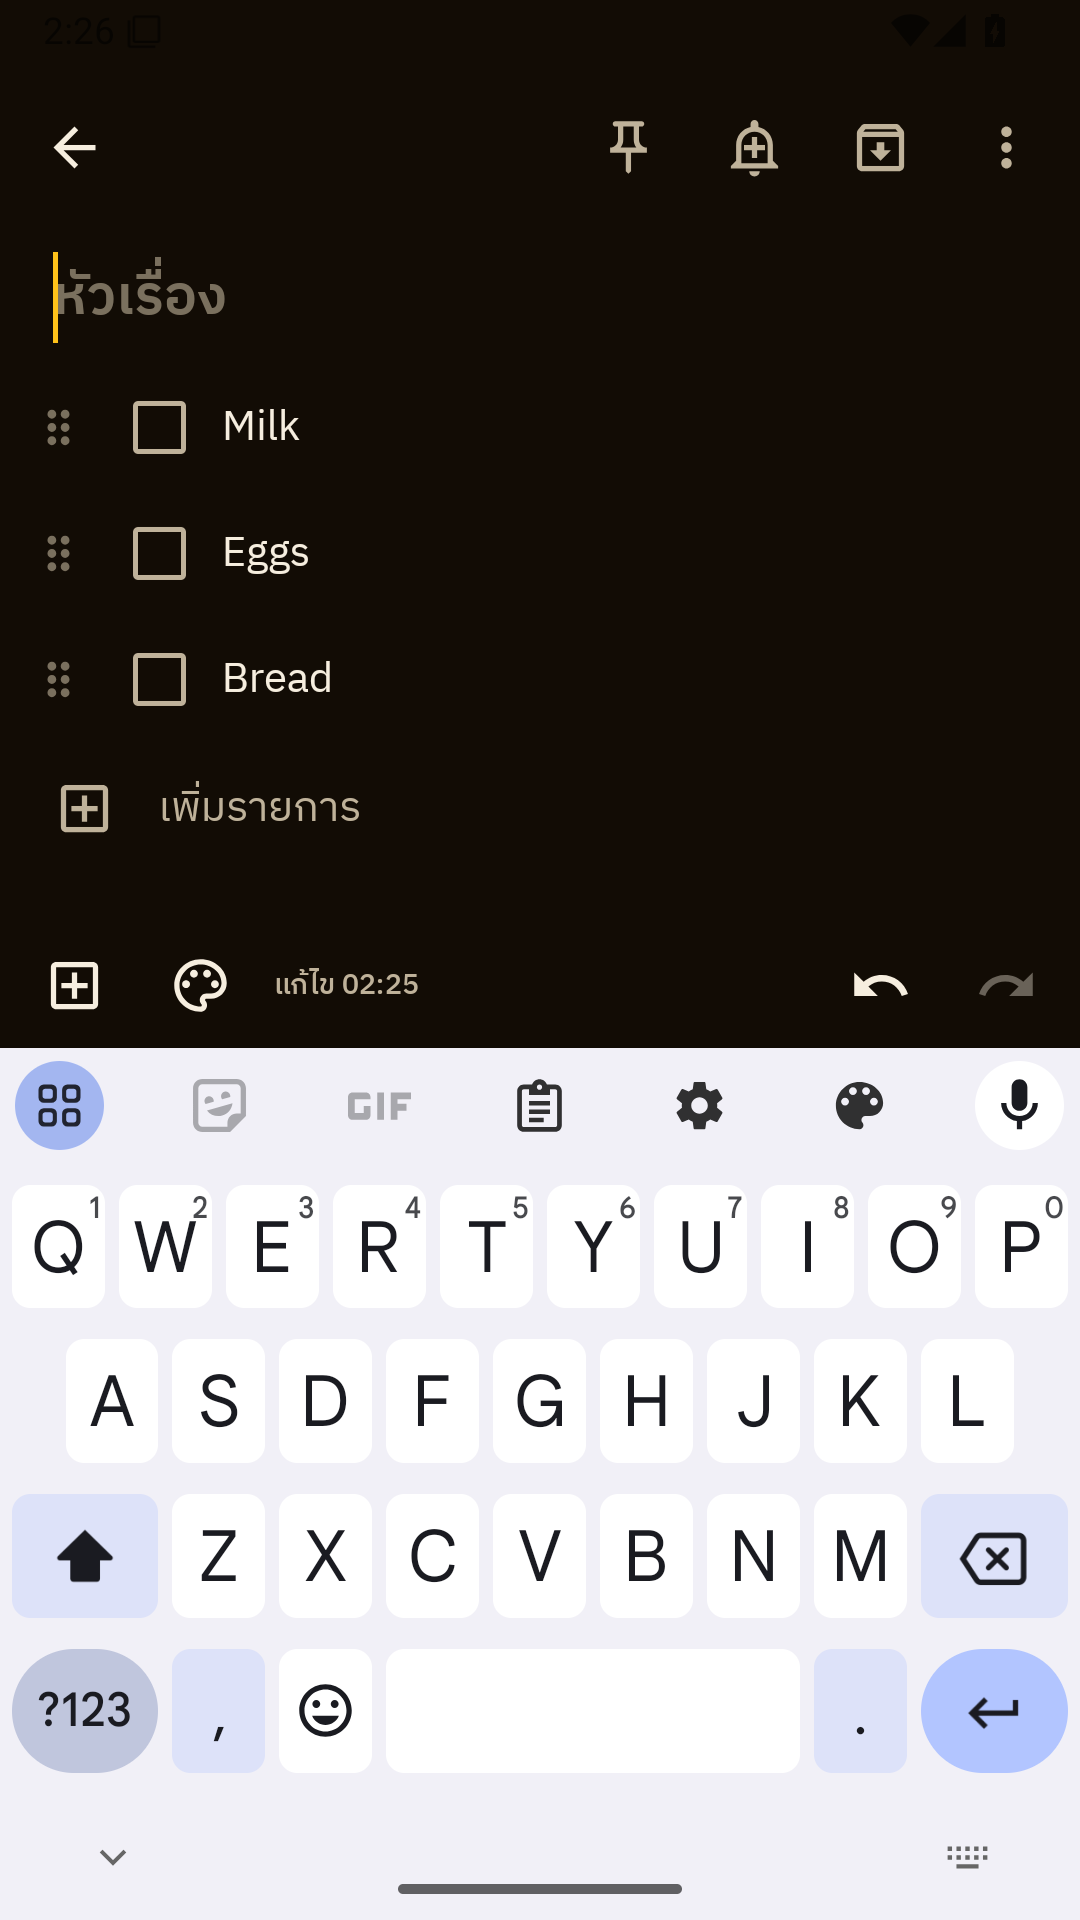 2:26
หัวเรื่อง
Milk
Eggs
Bread
เพิ่มรายการ
แก้ไข 02:25
GIF
Q1 W2 E3 R4 T5 Y6 U7 I8 O9 P0
A S D F G H J K L
Z X C V B N M
?123 , .